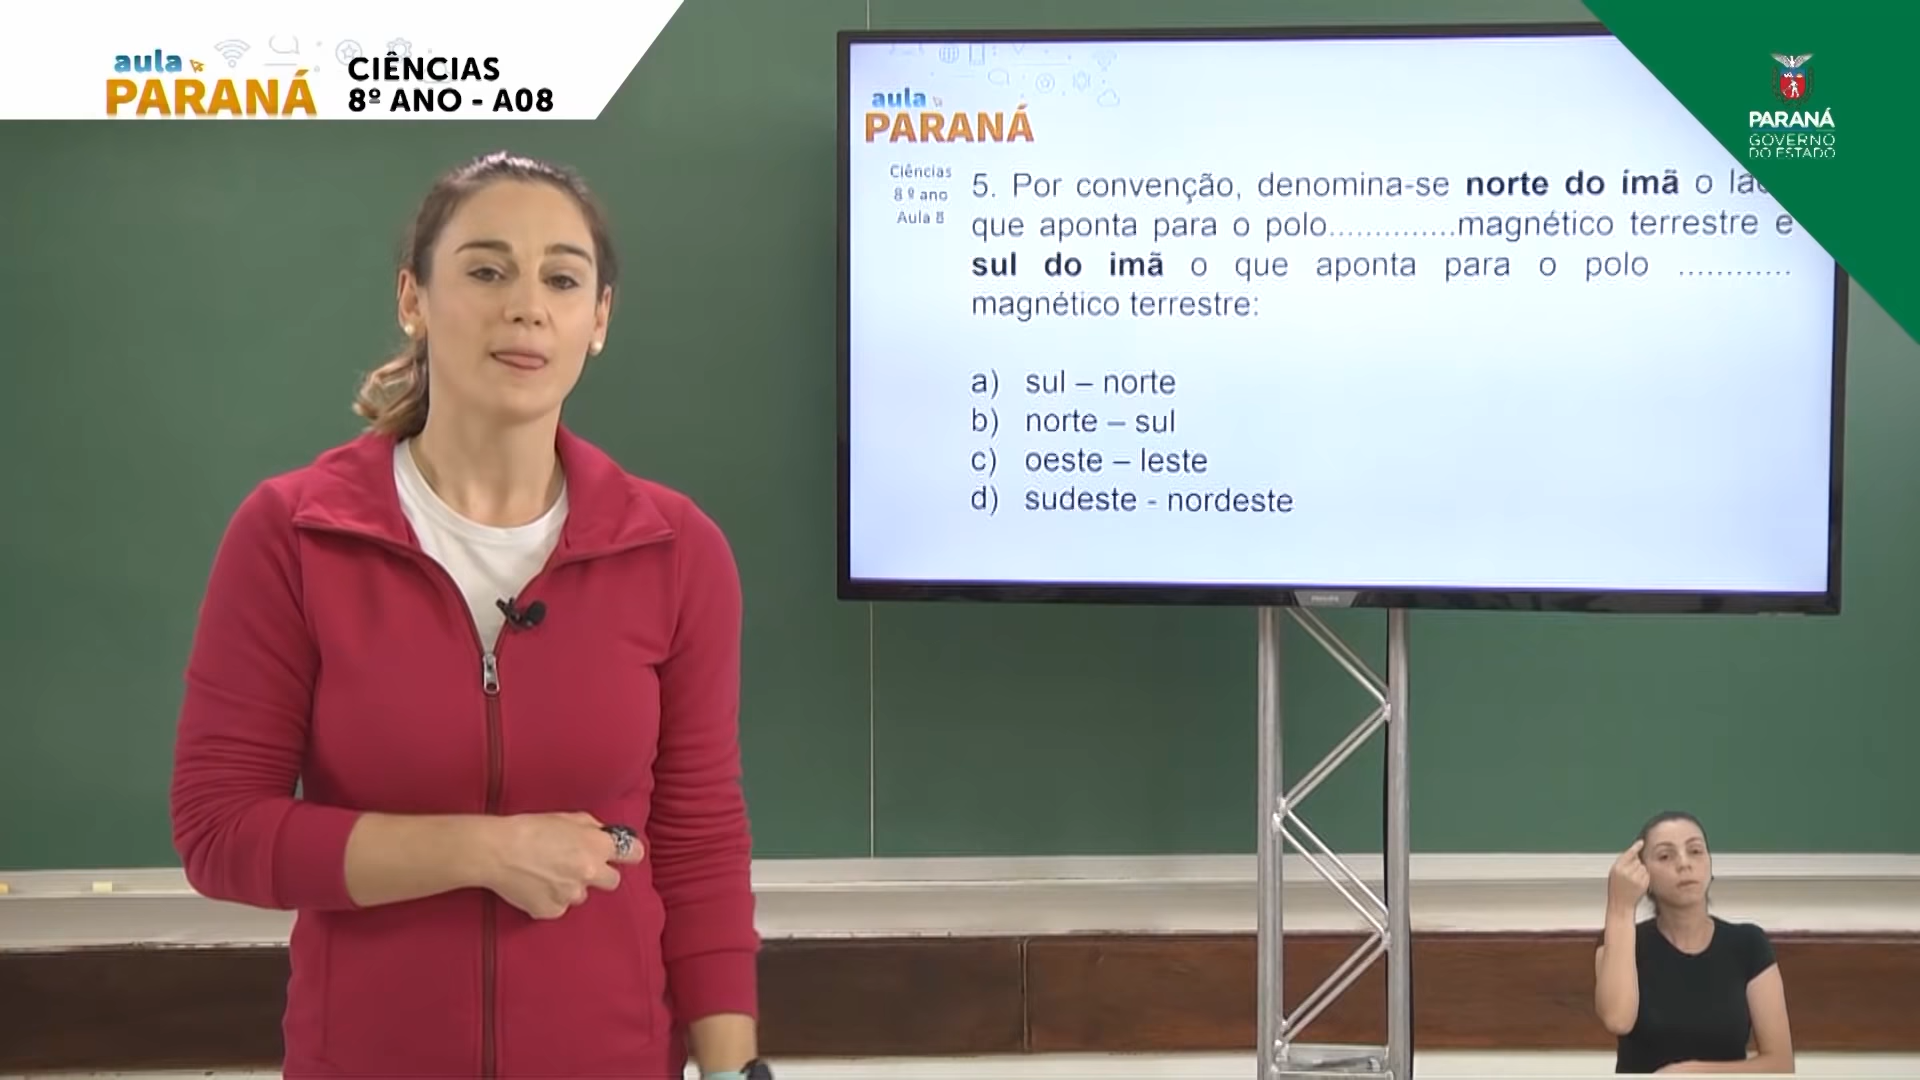 aula
PARANÁ
CIÊNCIAS
8º ANO - A08
aula
PARANÁ
Ciências
8º ano
Aula 8
5. Por convenção, denomina-se norte do ímã o
que aponta para o polo..............magnético terrestre e
sul do imã o que aponta para o polo ............
magnético terrestre:
a) sul – norte
b) norte – sul
c) oeste – leste
d) sudeste - nordeste
PARANÁ
GOVERNO
DO ESTADO